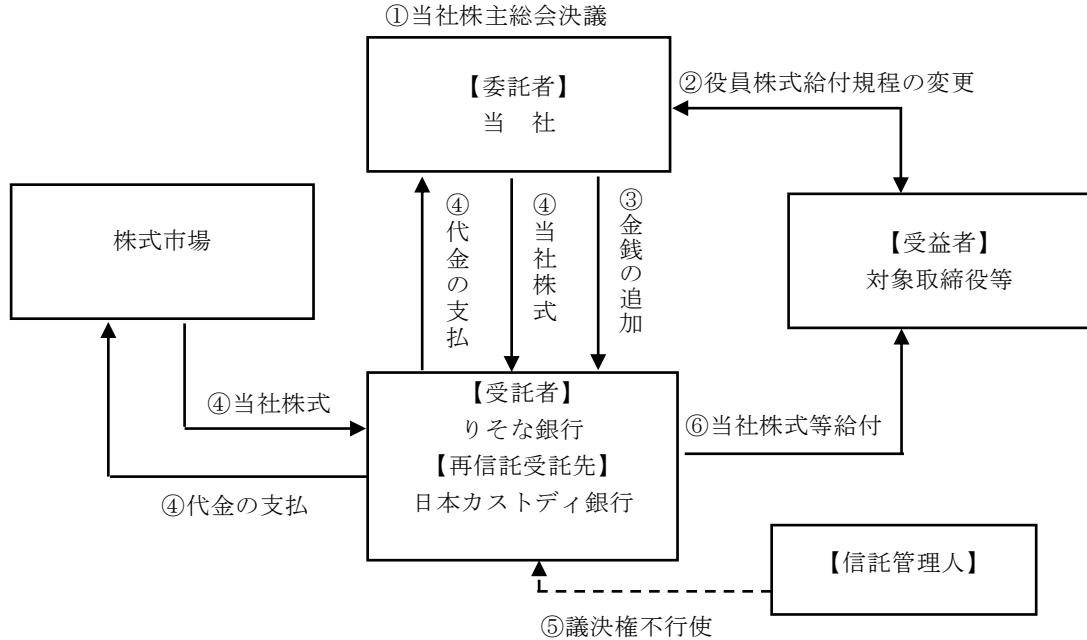 ①当社株主総会決議
【委託者】
当　社
②役員株式給付規程の変更
株式市場
④代金の支払
④当社株式
③金銭の追加
【受益者】
対象取締役等
④当社株式
④代金の支払
【受託者】
りそな銀行
【再信託受託先】
日本カストディ銀行
⑥当社株式等給付
【信託管理人】
⑤議決権不行使